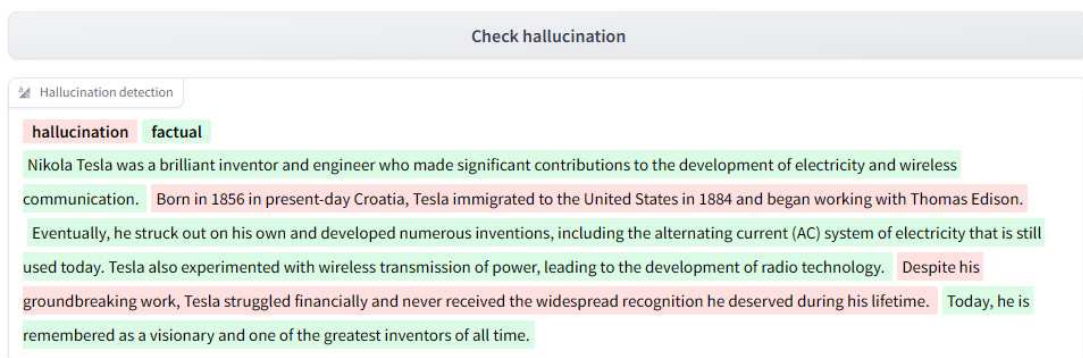 Check hallucination
Hallucination detection
hallucination factual
Nikola Tesla was a brilliant inventor and engineer who made significant contributions to the development of electricity and wireless
communication. Born in 1856 in present-day Croatia, Tesla immigrated to the United States in 1884 and began working with Thomas Edison.
Eventually, he struck out on his own and developed numerous inventions, including the alternating current (AC) system of electricity that is still
used today. Tesla also experimented with wireless transmission of power, leading to the development of radio technology. Despite his
groundbreaking work, Tesla struggled financially and never received the widespread recognition he deserved during his lifetime. Today, he is
remembered as a visionary and one of the greatest inventors of all time.